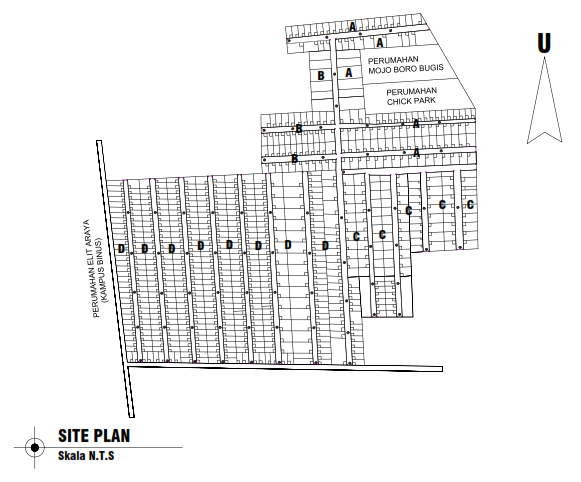 A
A
U
PERUMAHAN
MOJO BORO BUGIS
B
A
PERUMAHAN
CHICK PARK
B
A
B
A
C
C
C
C
C
D
D
D
D
D
D
D
D
PERUMAHAN ELIT ARAYA
(KAMPUS BINUS)
SITE PLAN
Skala N.T.S